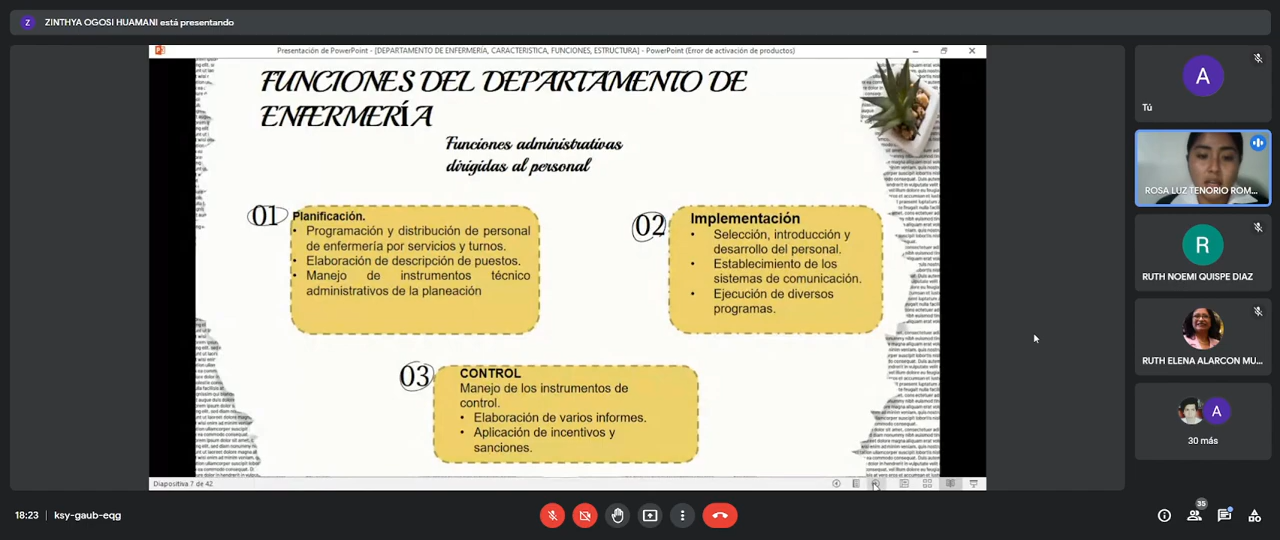 Z ZINTHYA OGOSI HUAMANI está presentando
Presentación de PowerPoint - [DEPARTAMENTO DE ENFERMERÍA, CARACTERISTICA, FUNCIONES, ESTRUCTURA] - PowerPoint (Error de activación de productos)
FUNCIONES DEL DEPARTAMENTO DE
ENFERMERÍA
Funciones administrativas
dirigidas al personal
01 Planificación.
• Programación y distribución de personal
de enfermería por servicios y turnos.
• Elaboración de descripción de puestos.
• Manejo de instrumentos técnico
administrativos de la planeación
02 Implementación
• Selección, introducción y
desarrollo del personal.
• Establecimiento de los
sistemas de comunicación.
• Ejecución de diversos
programas.
03 CONTROL
Manejo de los instrumentos de
control.
• Elaboración de varios informes.
• Aplicación de incentivos y
sanciones.
Diapositiva 7 de 42
A
Tú
ROSA LUZ TENORIO ROM...
R
RUTH NOEMI QUISPE DIAZ
RUTH ELENA ALARCON MU...
A
30 más
18:23 ksy-gaub-eqg
35